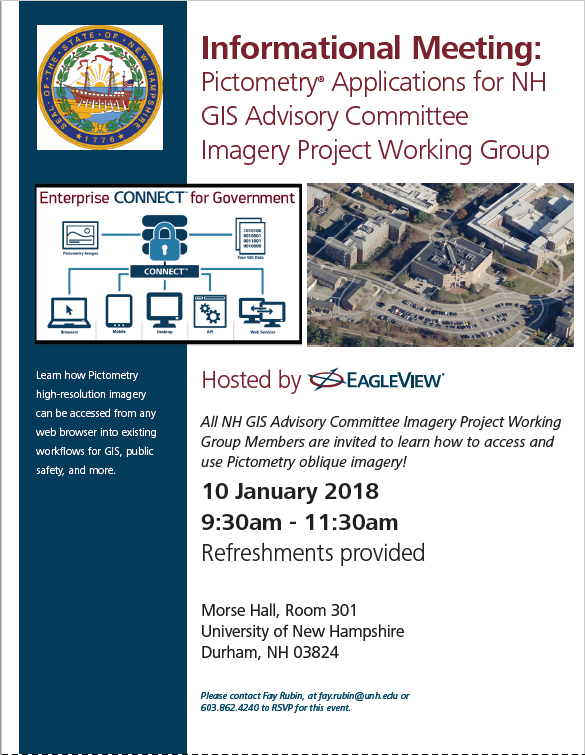 SEAL OF THE STATE OF NEW HAMPSHIRE
1776
Informational Meeting:
Pictometry® Applications for NH
GIS Advisory Committee
Imagery Project Working Group
Enterprise CONNECT™ for Government
Pictometry Images
1010100
0010001
0011001
0010000
Your GIS Data
CONNECT™
Browsers
Mobile
Desktop
API
Web Services
Learn how Pictometry
high-resolution imagery
can be accessed from any
web browser into existing
workflows for GIS, public
safety, and more.
Hosted by EAGLEVIEW
All NH GIS Advisory Committee Imagery Project Working
Group Members are invited to learn how to access and
use Pictometry oblique imagery!
10 January 2018
9:30am - 11:30am
Refreshments provided
Morse Hall, Room 301
University of New Hampshire
Durham, NH 03824
Please contact Fay Rubin, at fay.rubin@unh.edu or
603.862.4240 to RSVP for this event.